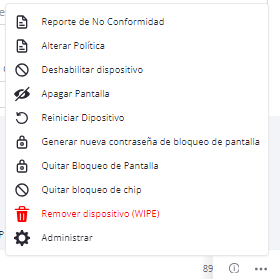 Reporte de No Conformidad
Alterar Política
Deshabilitar dispositivo
Apagar Pantalla
Reiniciar Dipositivo
Generar nueva contraseña de bloqueo de pantalla
Quitar Bloqueo de Pantalla
Quitar bloqueo de chip
Remover dispositivo (WIPE)
Administrar
89